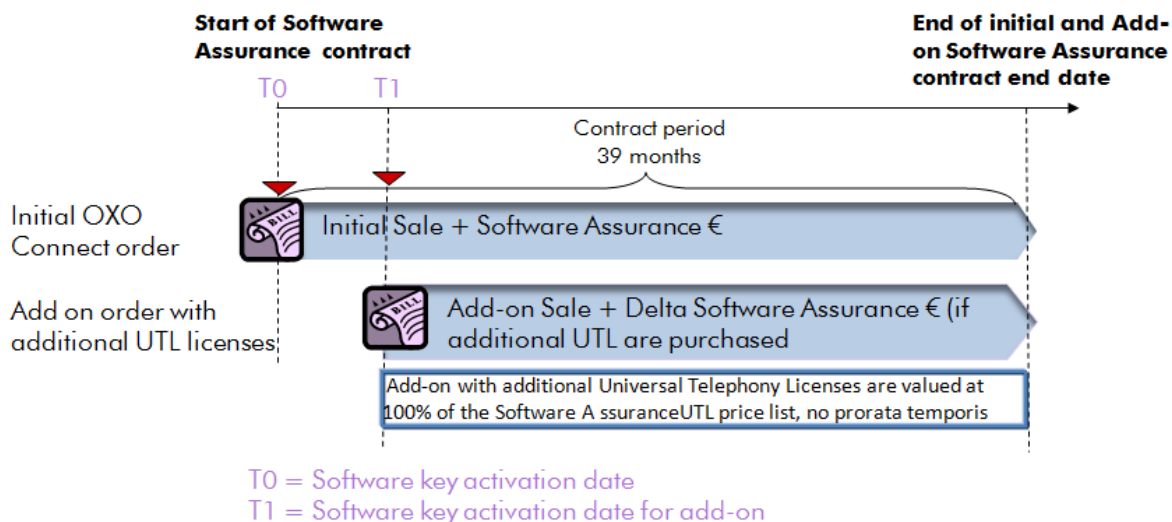 Start of Software
Assurance contract
End of initial and Add-
on Software Assurance
contract end date
T0
T1
Contract period
39 months
Initial OXO
Connect order
BILL
Initial Sale + Software Assurance €
Add on order with
additional UTL licenses
BILL
Add-on Sale + Delta Software Assurance € (if
additional UTL are purchased
Add-on with additional Universal Telephony Licenses are valued at
100% of the Software A ssuranceUTL price list, no prorata temporis
T0 = Software key activation date
T1 = Software key activation date for add-on